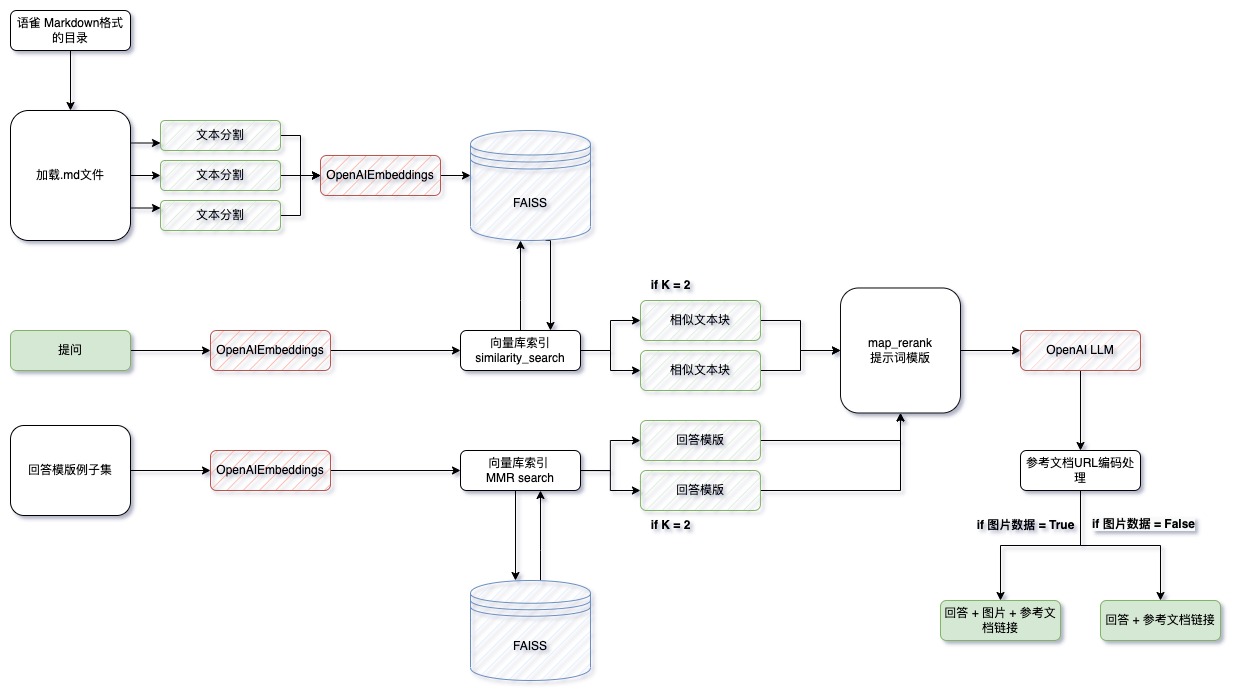 语雀 Markdown格式
的目录
加载.md文件
文本分割
文本分割
文本分割
OpenAIEmbeddings
FAISS
提问
OpenAIEmbeddings
向量库索引
similarity_search
if K = 2
相似文本块
相似文本块
map_rerank
提示词模版
OpenAI LLM
回答模版例子集
OpenAIEmbeddings
向量库索引
MMR search
回答模版
回答模版
if K = 2
FAISS
参考文档URL编码处
理
if 图片数据 = True
if 图片数据 = False
回答 + 图片 + 参考文
档链接
回答 + 参考文档链接